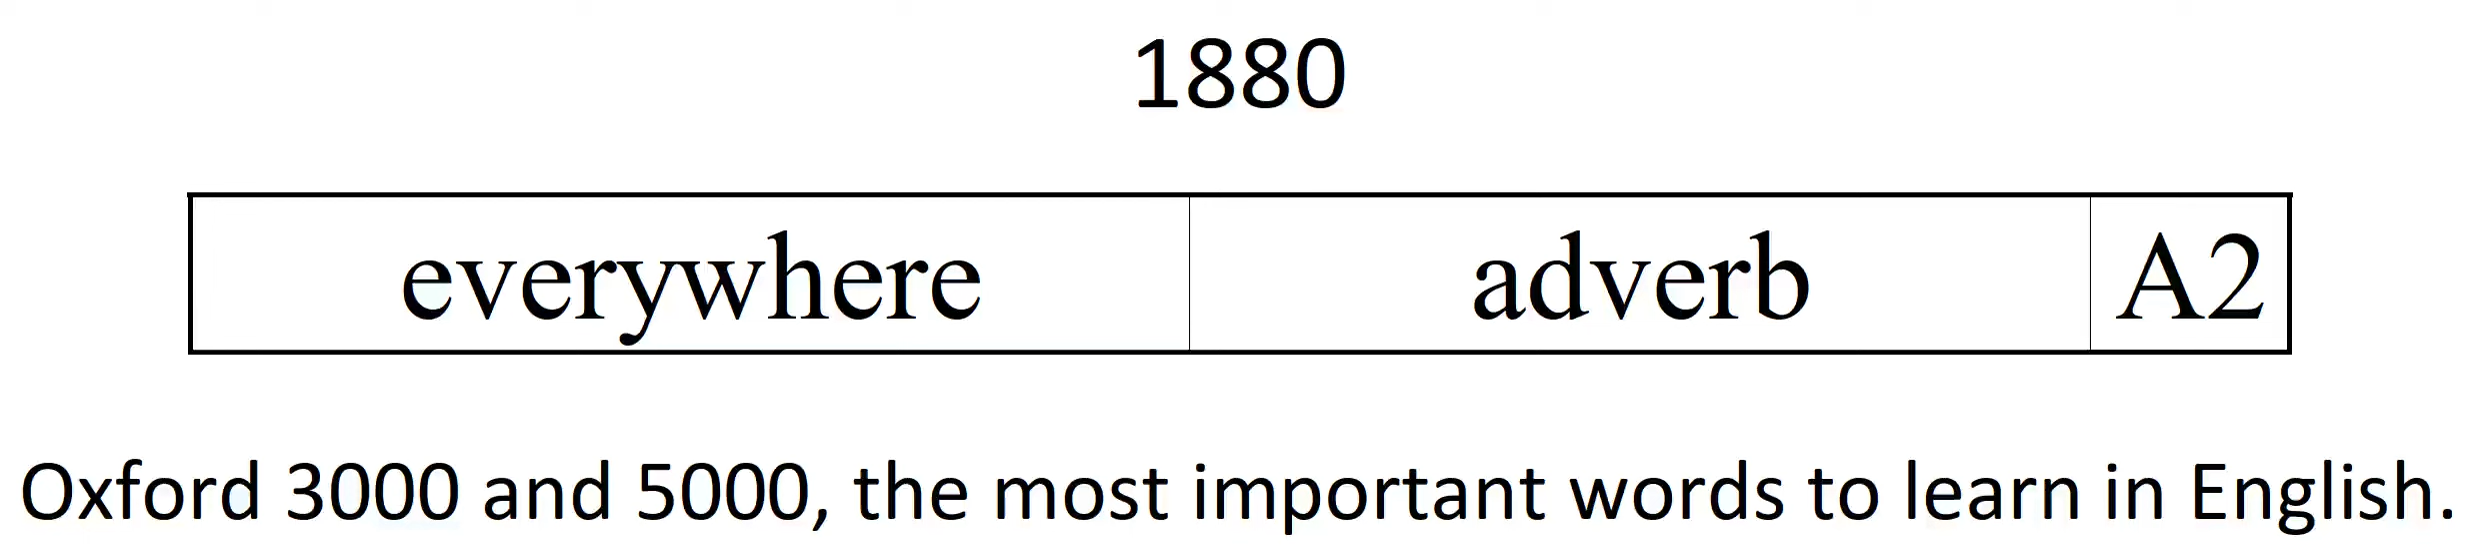 1880
everywhere adverb A2
Oxford 3000 and 5000, the most important words to learn in English.